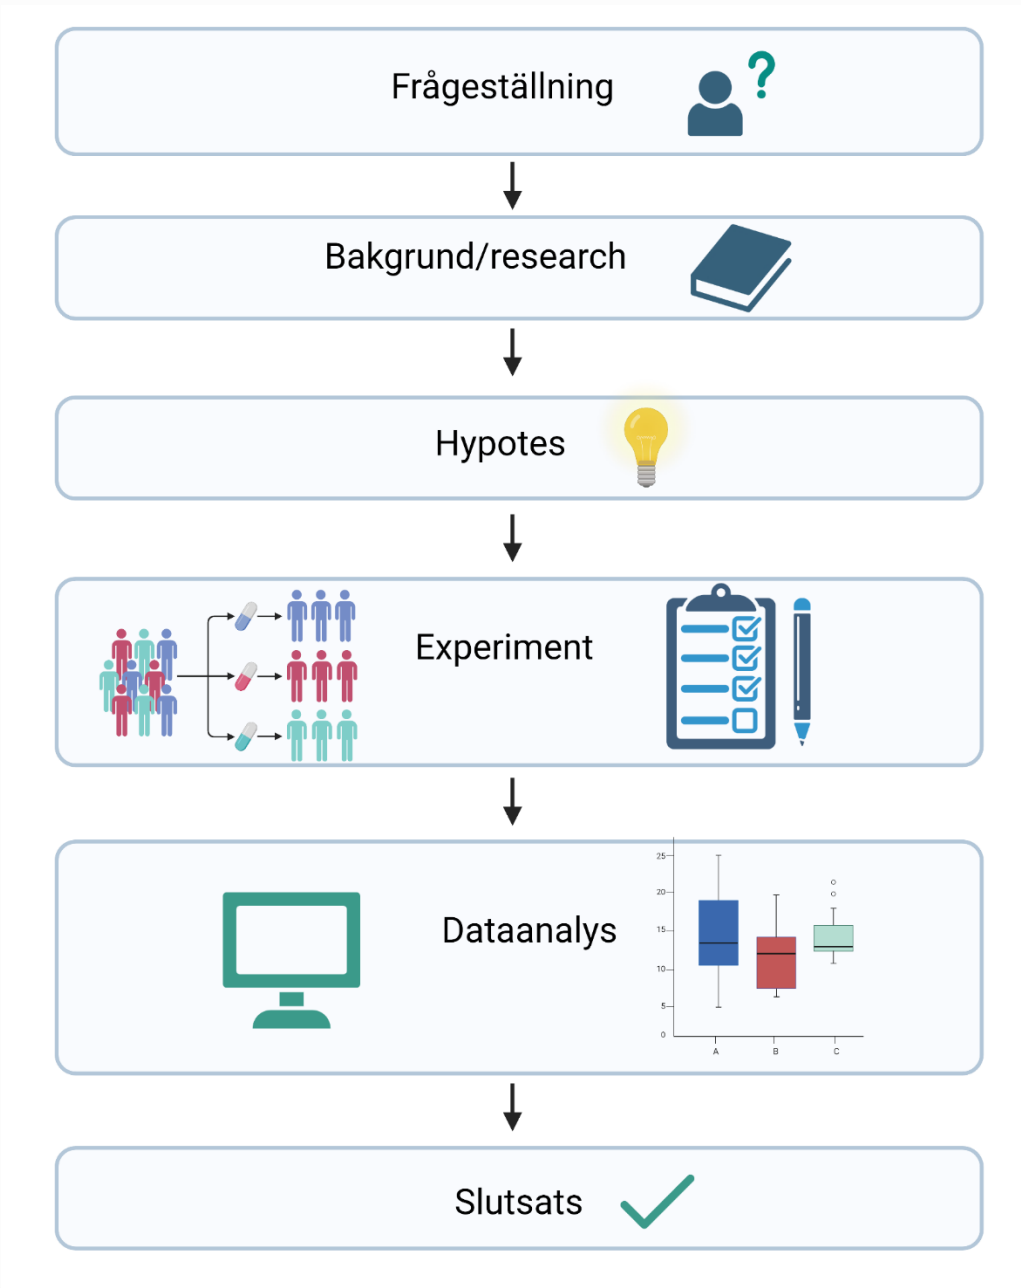 Frågeställning
?
Bakgrund/research
Hypotes
Experiment
Dataanalys
25
20
15
10
5
0
A B C
Slutsats